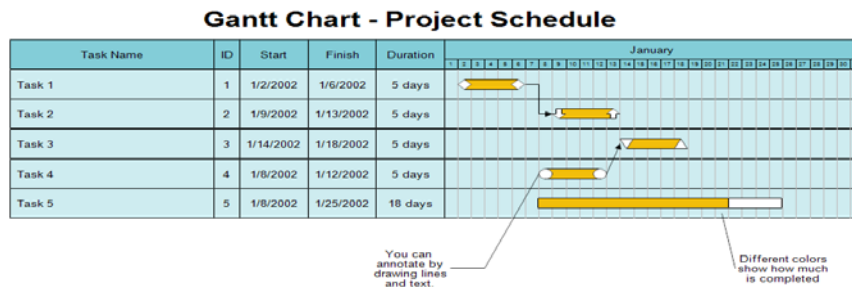 Gantt Chart - Project Schedule
Task Name ID Start Finish Duration January
1 2 3 4 5 6 7 8 9 10 11 12 13 14 15 16 17 18 19 20 21 22 23 24 25 26 27 28 29 30
Task 1 1 1/2/2002 1/6/2002 5 days
Task 2 2 1/9/2002 1/13/2002 5 days
Task 3 3 1/14/2002 1/18/2002 5 days
Task 4 4 1/8/2002 1/12/2002 5 days
Task 5 5 1/8/2002 1/25/2002 18 days
You can
annotate by
drawing lines
and text.
Different colors
show how much
is completed